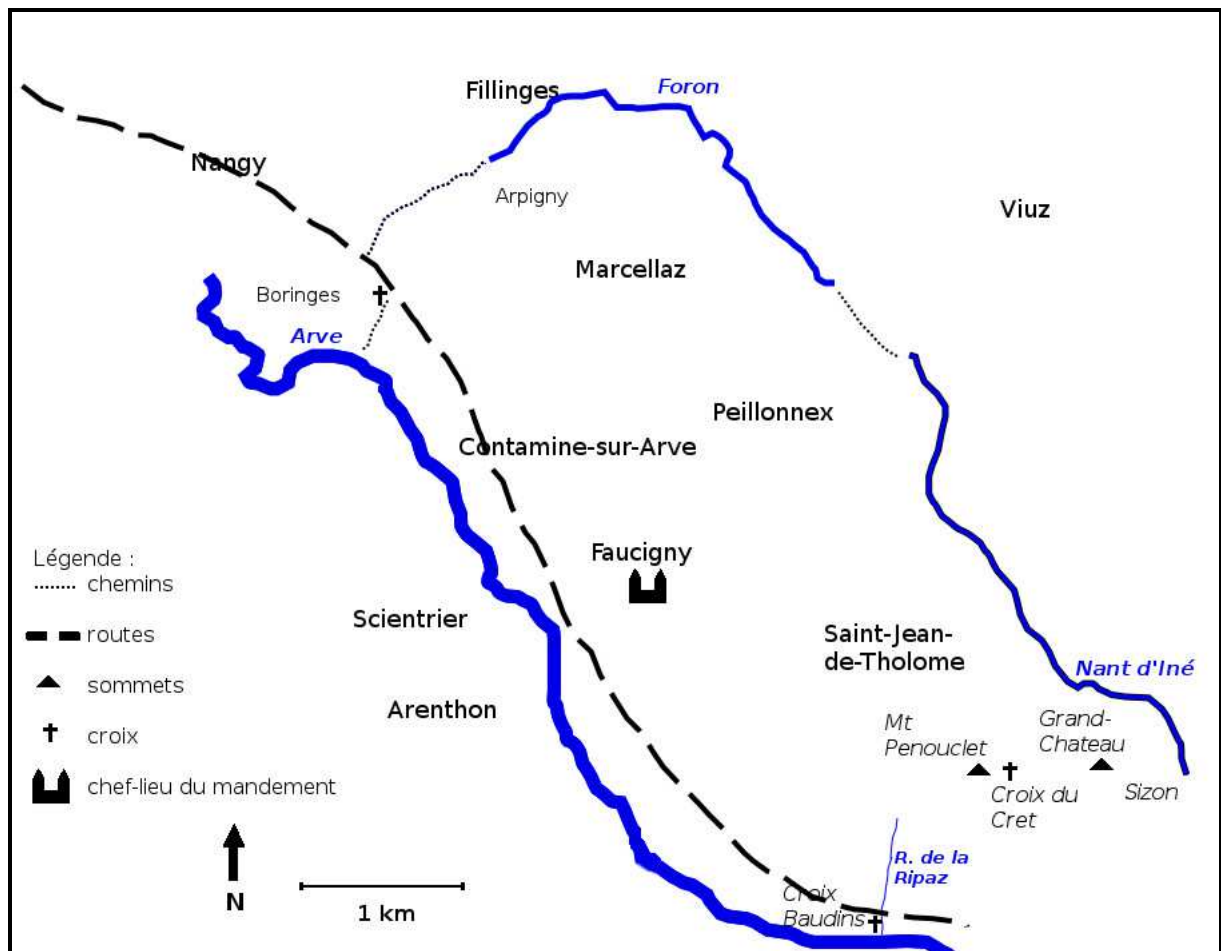 Fillinges
Foron
Nangy
Arpigny
Viuz
Marcellaz
Boringes
Arve
Peillonnex
Contamine-sur-Arve
Faucigny
Légende :
chemins
routes
sommets
croix
chef-lieu du mandement
Scientrier
Saint-Jean-
de-Tholome
Nant d'Iné
Arenthon
Mt
Penouclet
Grand-
Chateau
Croix du
Cret
Sizon
R. de la
Ripaz
Croix
Baudins
N
1 km